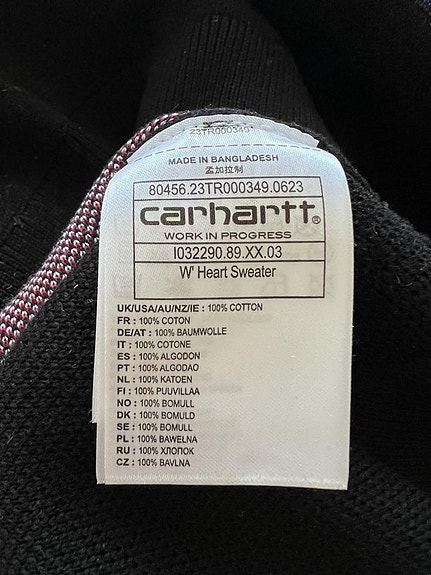 23TR000349
MADE IN BANGLADESH
孟加拉制
80456.23TR000349.0623
carhartt®
WORK IN PROGRESS
I032290.89.XX.03
W' Heart Sweater
UK/USA/AU/NZ/IE : 100% COTTON
FR : 100% COTON
DE/AT : 100% BAUMWOLLE
IT : 100% COTONE
ES : 100% ALGODON
PT : 100% ALGODAO
NL : 100% KATOEN
FI : 100% PUUVILLAA
NO : 100% BOMULL
DK : 100% BOMULD
SE : 100% BOMULL
PL : 100% BAWEŁNA
RU : 100% ХЛОПОК
CZ : 100% BAVLNA